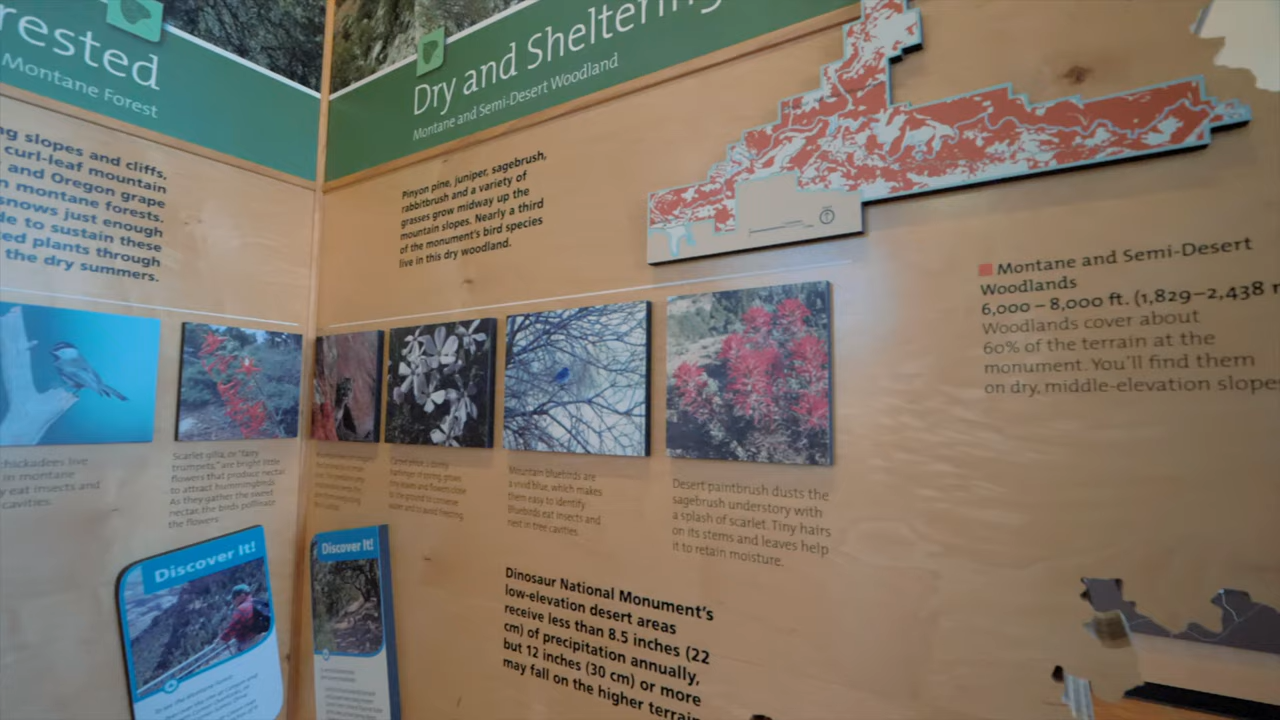 rested
Montane Forest
g slopes and cliffs,
curl-leaf mountain
and Oregon grape
n montane forests.
snows just enough
de to sustain these
ed plants through
the dry summers.
hickadees live
in montane
y eat insects and
cavities.
Scarlet gilia, or "fairy
trumpets," are bright little
flowers that produce nectar
to attract hummingbirds.
As they gather the sweet
nectar, the birds pollinate
the flowers.
Discover It!
Dry and Sheltering
Montane and Semi-Desert Woodland
Pinyon pine, juniper, sagebrush,
rabbitbrush and a variety of
grasses grow midway up the
mountain slopes. Nearly a third
of the monument's bird species
live in this dry woodland.
Mountain bluebirds are
a vivid blue, which makes
them easy to identify.
Bluebirds eat insects and
nest in tree cavities.
Desert paintbrush dusts the
sagebrush understory with
a splash of scarlet. Tiny hairs
on its stems and leaves help
it to retain moisture.
Discover It!
Dinosaur National Monument's
low-elevation desert areas
receive less than 8.5 inches (22
cm) of precipitation annually,
but 12 inches (30 cm) or more
may fall on the higher terrain
Montane and Semi-Desert
Woodlands
6,000 – 8,000 ft. (1,829–2,438
Woodlands cover about
60% of the terrain at the
monument. You'll find them
on dry, middle-elevation slope